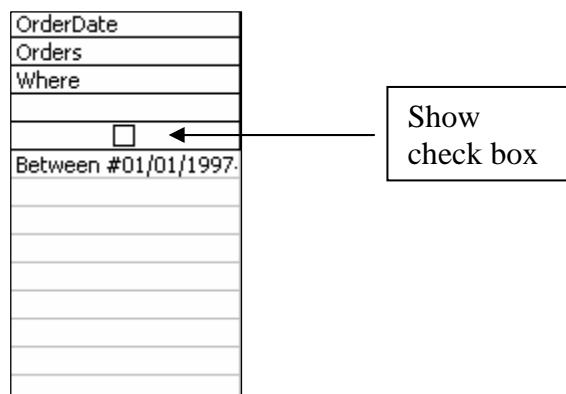 OrderDate
Orders
Where
Between #01/01/1997
Show
check box